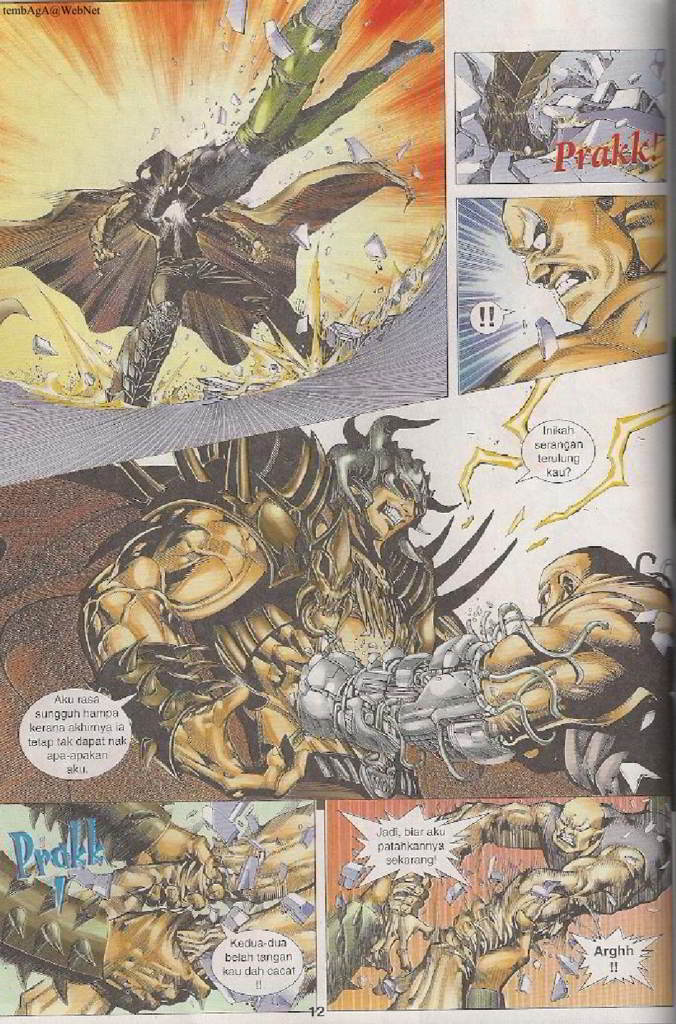 tembAgA@WebNet
Prakk!
!!
Inikah
serangan
terulung
kau?
Aku rasa
sungguh hampa
kerana akhirnya ia
tetap tak dapat nak
apa-apakan
aku.
Prakk
!
Kedua-dua
belah tangan
kau dah cacat
!!
Jadi, biar aku
patahkannya
sekarang!
Arghh
!!
12